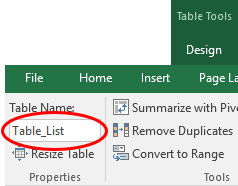 Table Tools
Design
File Home Insert Page La
Table Name: Summarize with Piv
Table_List Remove Duplicates
Resize Table Convert to Range
Properties Tools